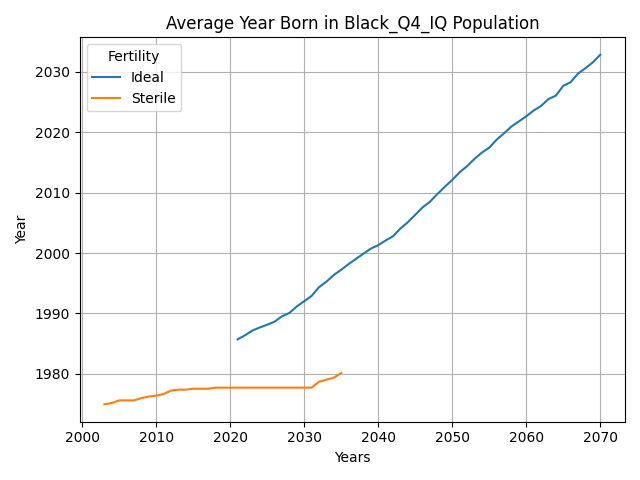 Average Year Born in Black_Q4_IQ Population
Fertility
Ideal
Sterile
Year
2030
2020
2010
2000
1990
1980
2000 2010 2020 2030 2040 2050 2060 2070
Years